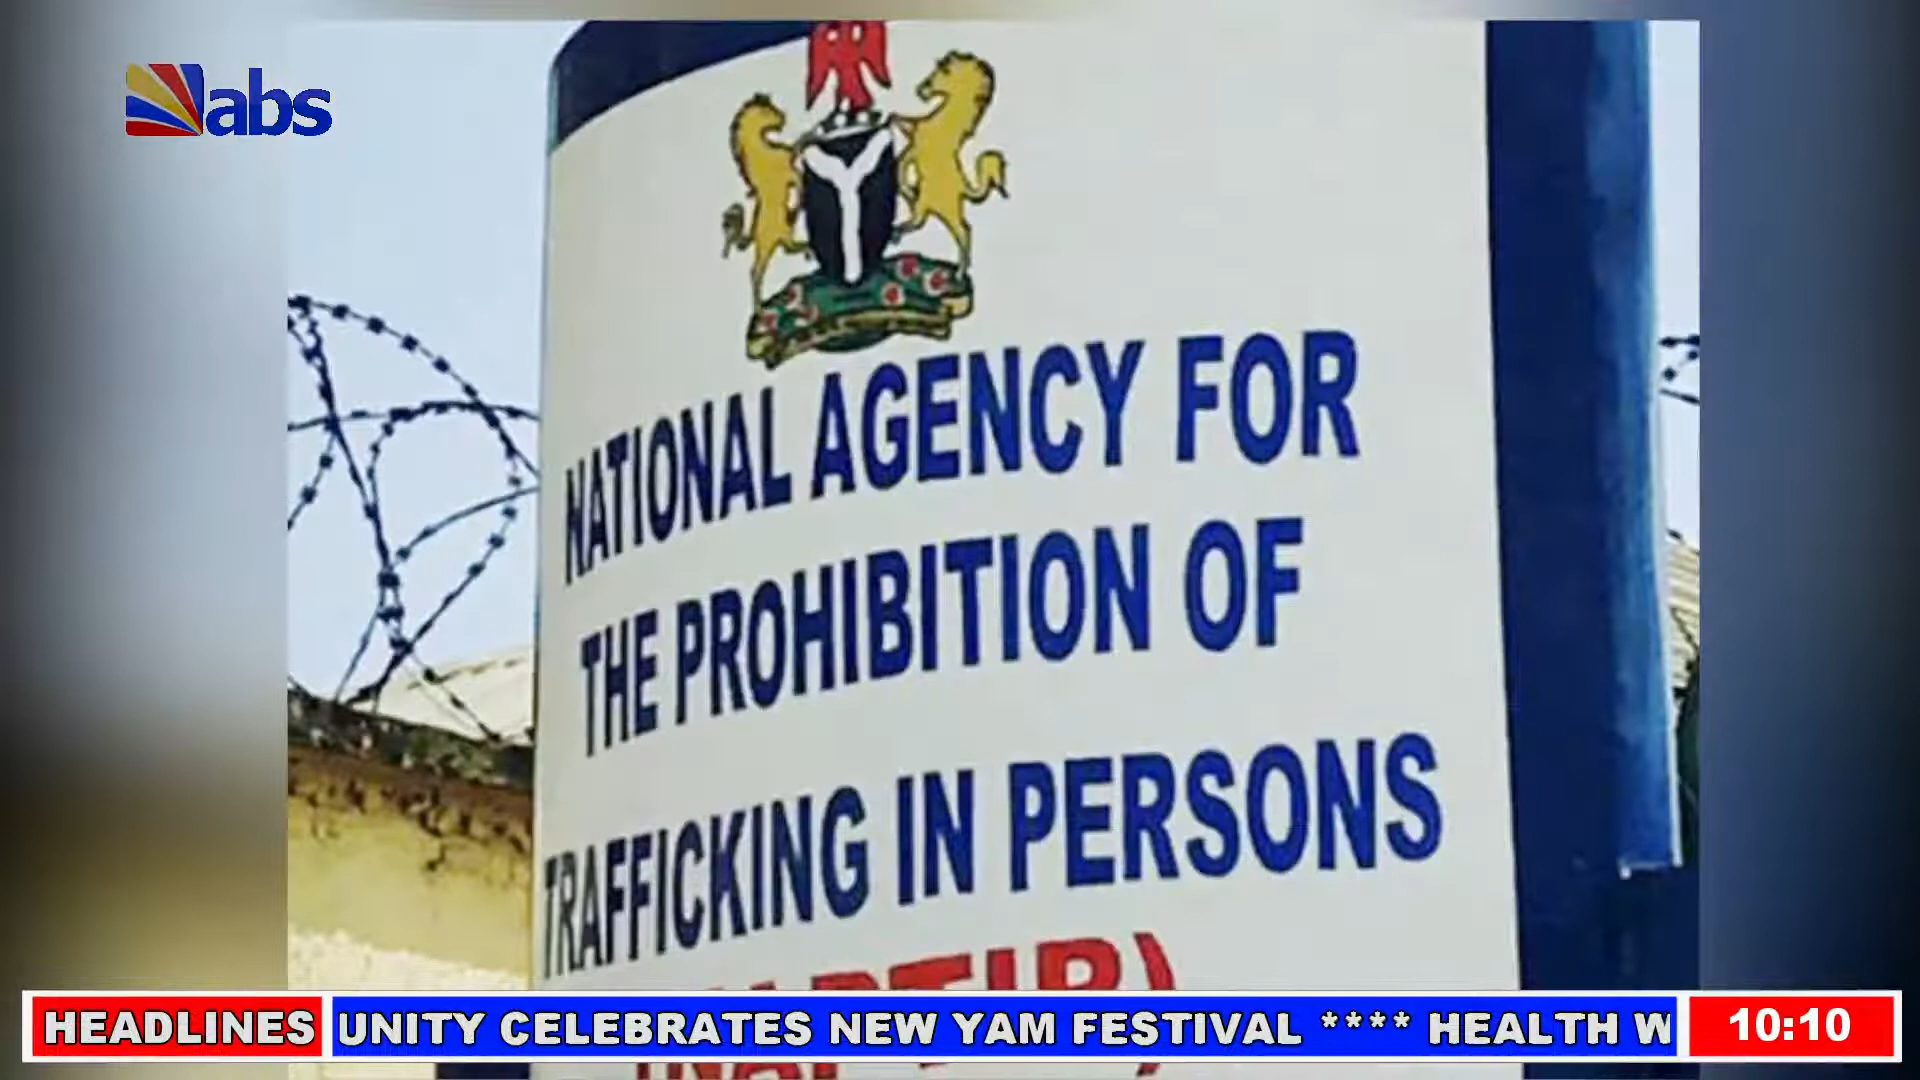 abs
NATIONAL AGENCY FOR
THE PROHIBITION OF
TRAFFICKING IN PERSONS
HEADLINES
UNITY CELEBRATES NEW YAM FESTIVAL **** HEALTH W
10:10